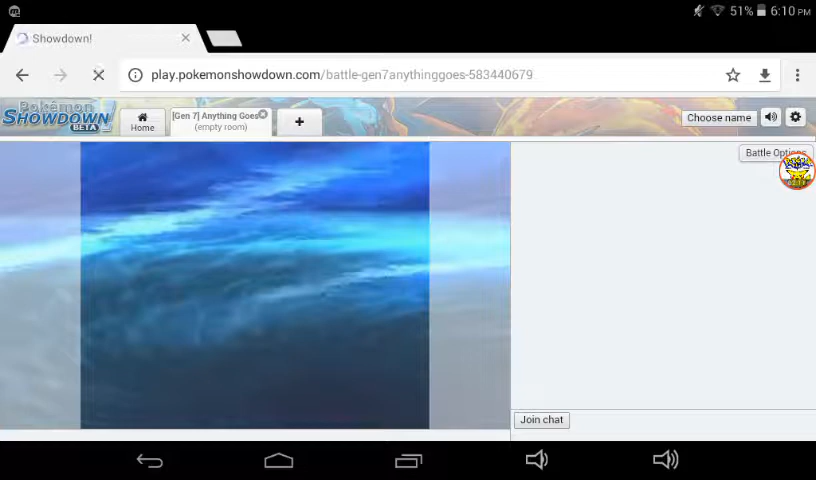 51% 6:10 PM
Showdown!
play.pokemonshowdown.com/battle-gen7anythinggoes-583440679
Pokémon
SHOWDOWN
BETA
Home
[Gen 7] Anything Goes
(empty room)
+
Choose name
Battle Options
Join chat